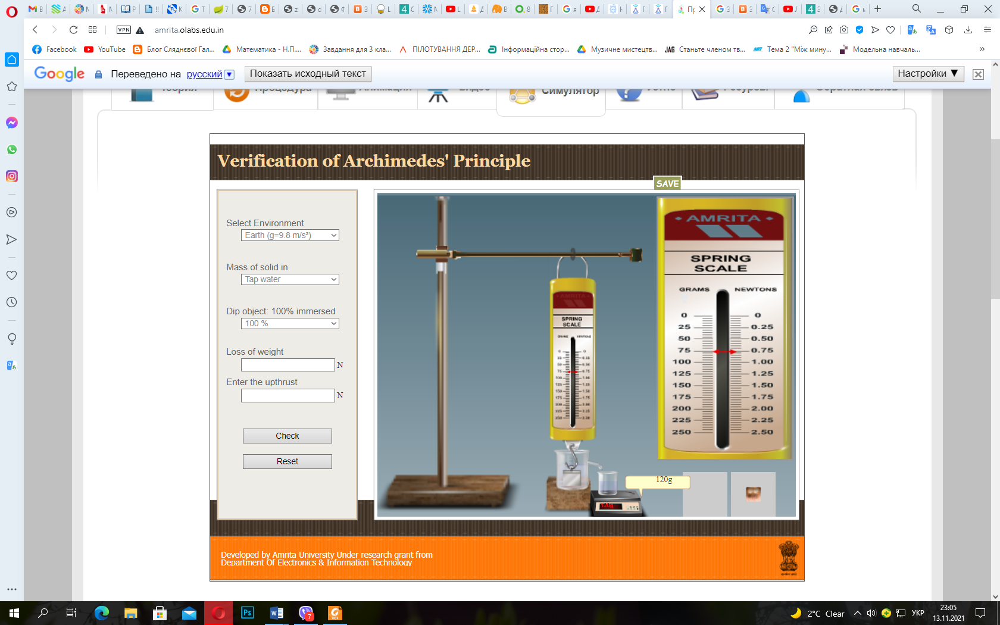 VPN
amrita.olabs.edu.in
Facebook
YouTube
Блог Сляднєвої Гал...
Математика - Н.П....
Завдання для 3 кла...
ПІЛОТУВАННЯ ДЕР...
Інформаційна стор...
Музичне мистецтв...
JAG Станьте членом тв...
Тема 2 "Між мину...
Модельна навчаль...
Google
Переведено на русский
Показать исходный текст
Настройки ▼
Симулятор
Verification of Archimedes' Principle
SAVE
Select Environment
Earth (g=9.8 m/s²)
Mass of solid in
Tap water
Dip object: 100% immersed
100 %
Loss of weight
N
Enter the upthrust
N
Check
Reset
AMRITA
SPRING
SCALE
GRAMS NEWTONS
0 0
25 0.25
50 0.50
75 0.75
100 1.00
125 1.25
150 1.50
175 1.75
200 2.00
225 2.25
250 2.50
SPRING
SCALE
120g
120g
Developed by Amrita University Under research grant from
Department Of Electronics & Information Technology
Ps
7
2°C Clear
УКР
23:05
13.11.2021